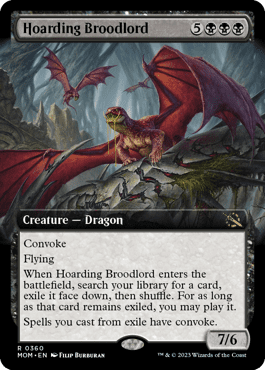 Hoarding Broodlord 5
Creature — Dragon
Convoke
Flying
When Hoarding Broodlord enters the
battlefield, search your library for a card,
exile it face down, then shuffle. For as long
as that card remains exiled, you may play it.
Spells you cast from exile have convoke.
7/6
R 0360
MOM • EN Filip Burburan
™ & © 2023 Wizards of the Coast